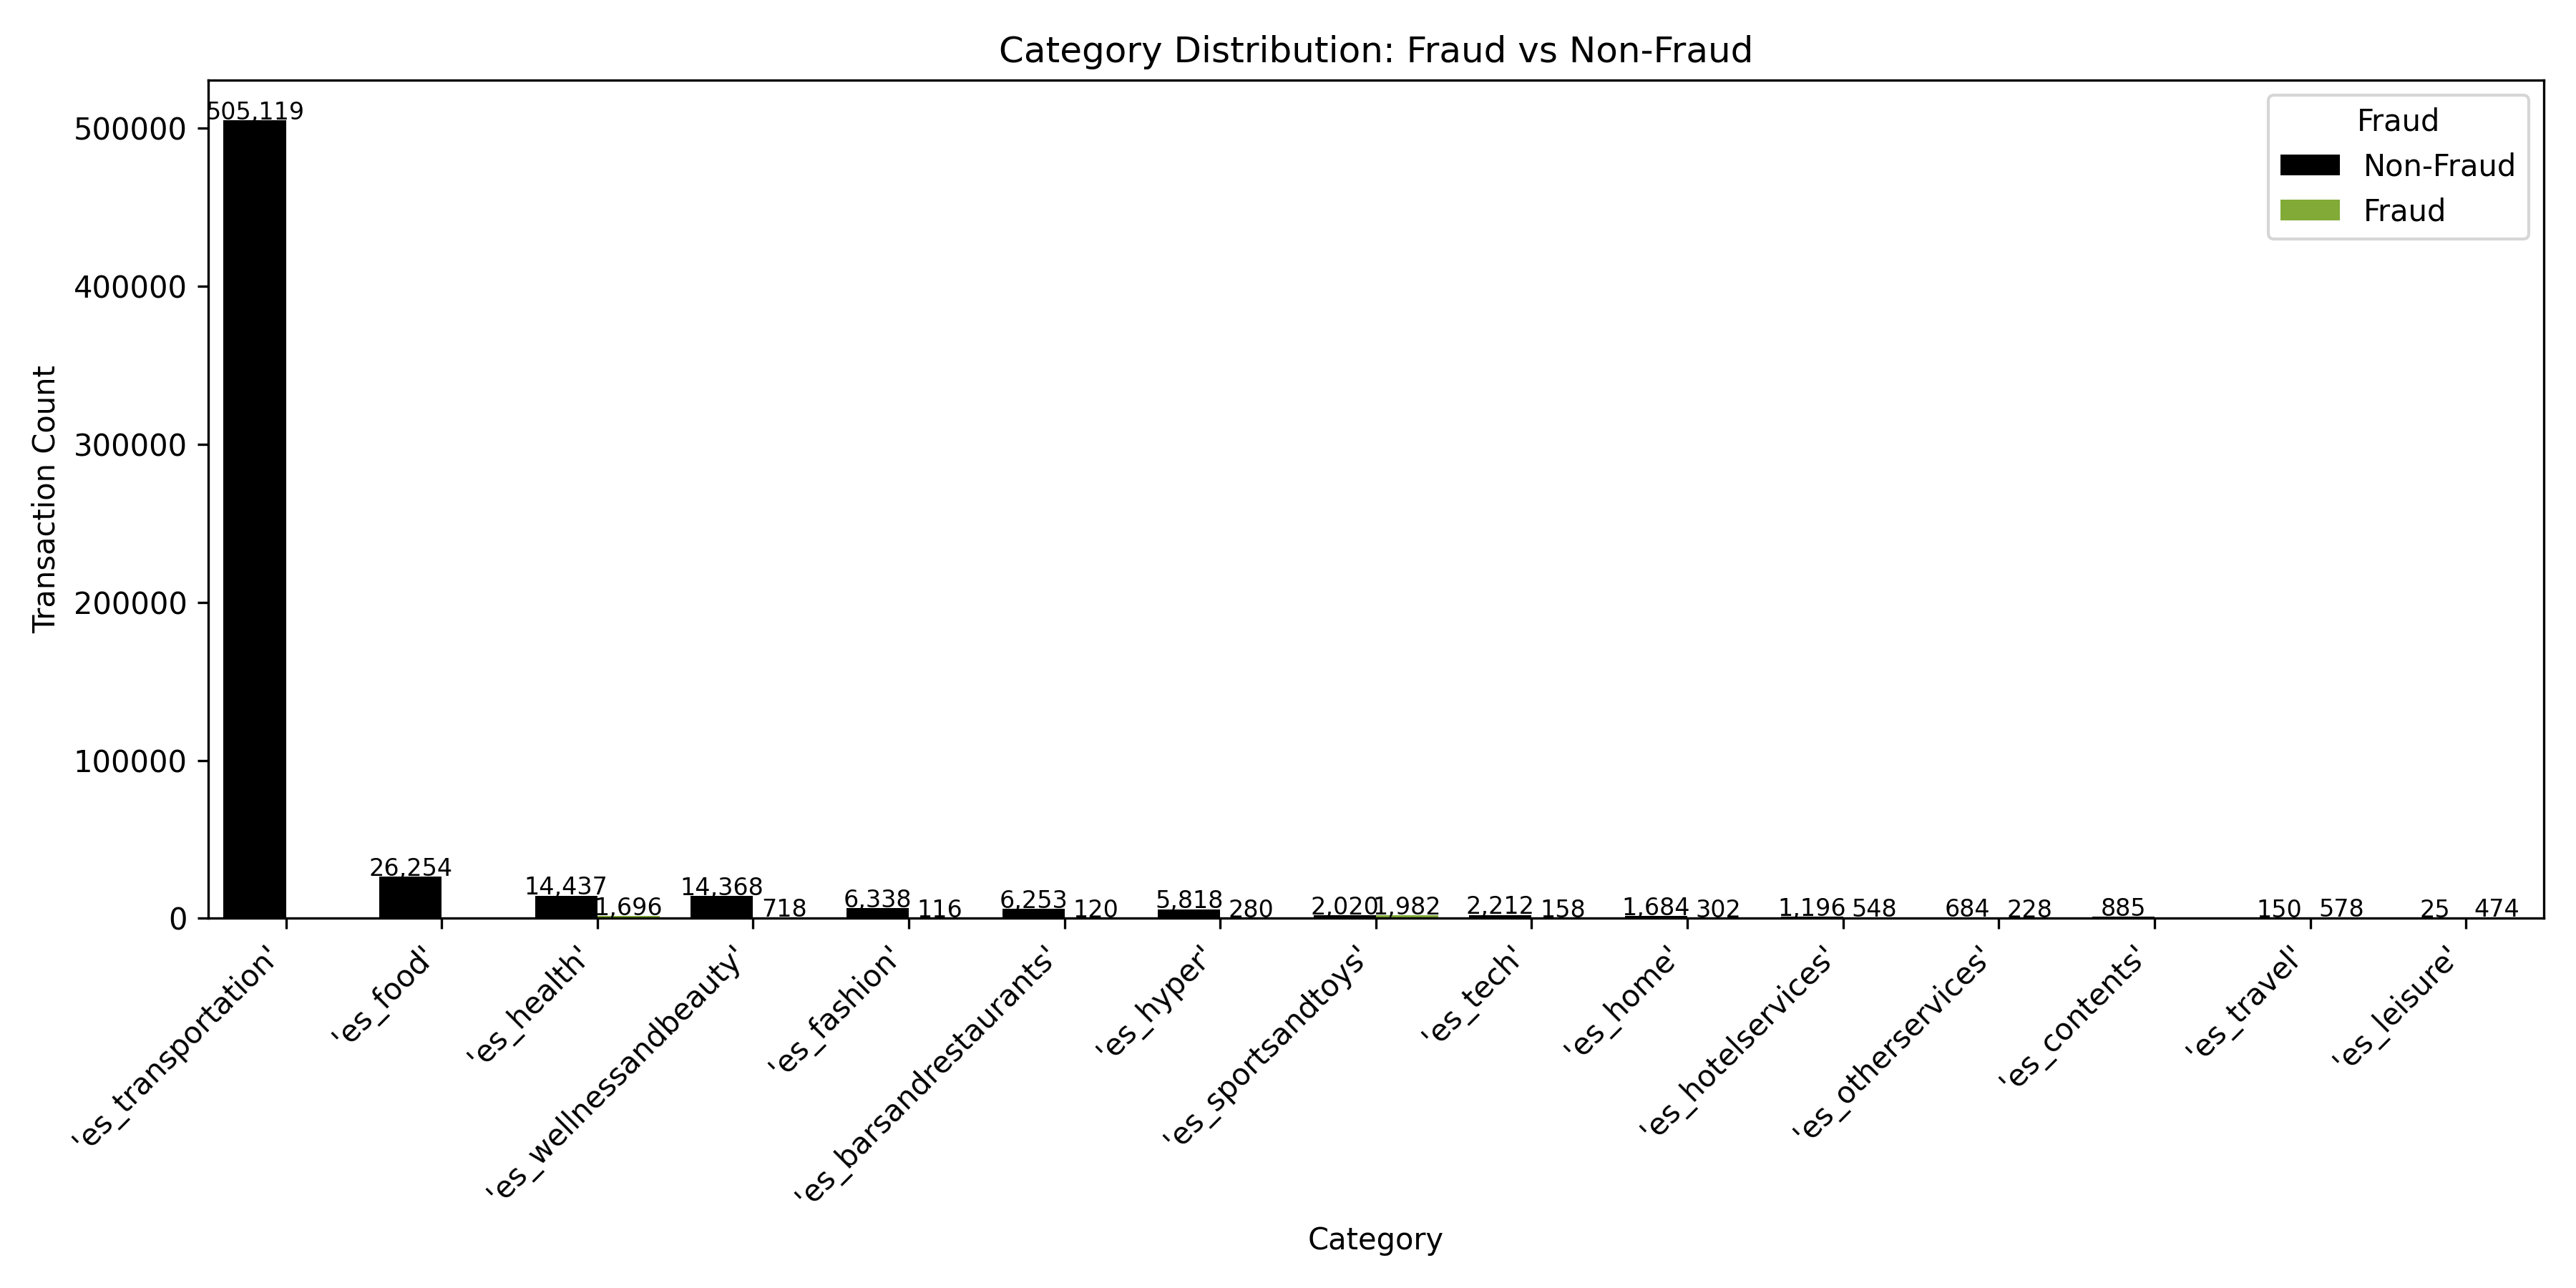 Category Distribution: Fraud vs Non-Fraud
Fraud
Non-Fraud
Fraud
Transaction Count
500000
400000
300000
200000
100000
0
505,119
26,254
14,437 1,696
14,368 718
6,338 116
6,253 120
5,818 280
2,020 1,982
2,212 158
1,684 302
1,196 548
684 228
885
150 578
25 474
'es_transportation'
'es_food'
'es_health'
'es_wellnessandbeauty'
'es_fashion'
'es_barsandrestaurants'
'es_hyper'
'es_sportsandtoys'
'es_tech'
'es_home'
'es_hotelservices'
'es_otherservices'
'es_contents'
'es_travel'
'es_leisure'
Category